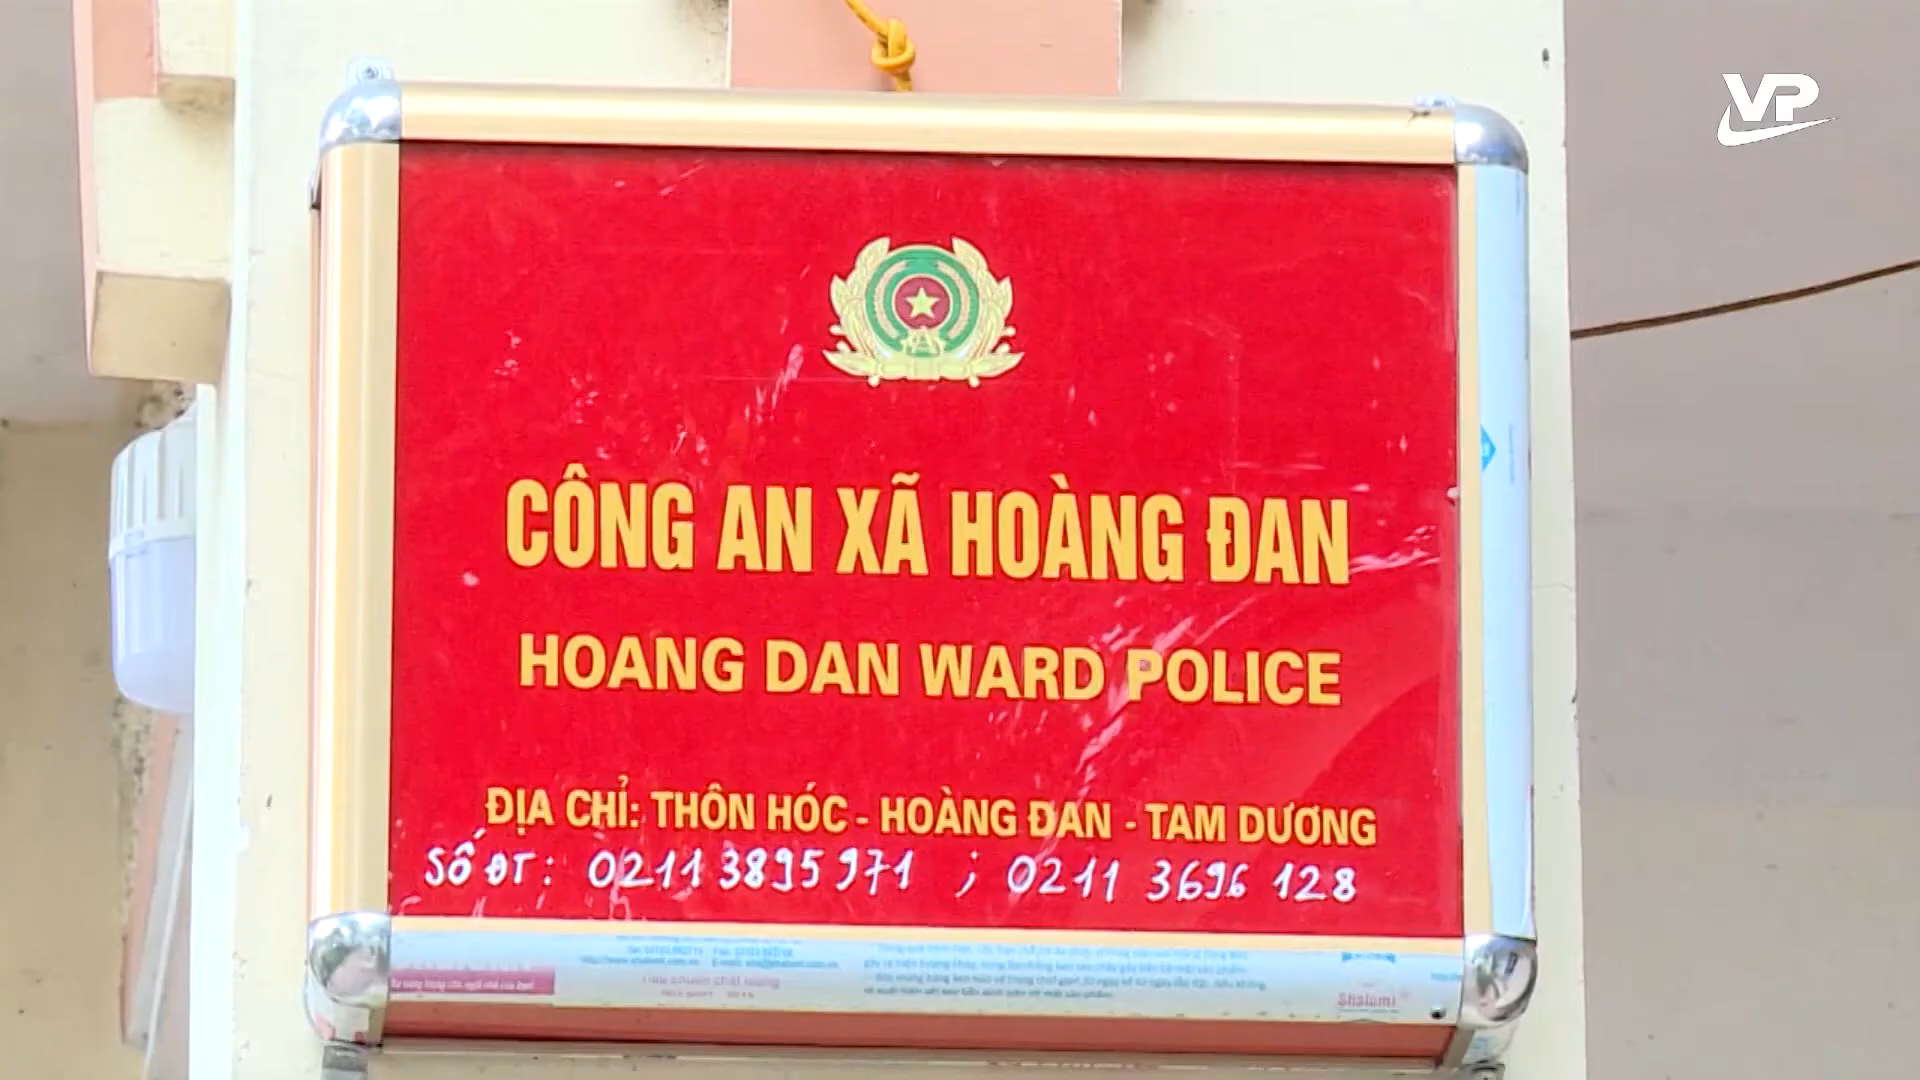 VP
CÔNG AN XÃ HOÀNG ĐAN
HOANG DAN WARD POLICE
ĐỊA CHỈ: THÔN HÓC - HOÀNG ĐAN - TAM DƯƠNG
SỐ ĐT: 0211 3895 971 ; 0211 3696 128
Shalumi